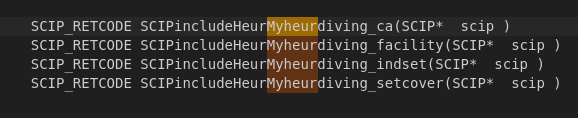 SCIP_RETCODE SCIPincludeHeurMyheurdiving_ca(SCIP*  scip )
SCIP_RETCODE SCIPincludeHeurMyheurdiving_facility(SCIP*  scip )
SCIP_RETCODE SCIPincludeHeurMyheurdiving_indset(SCIP*  scip )
SCIP_RETCODE SCIPincludeHeurMyheurdiving_setcover(SCIP*  scip )